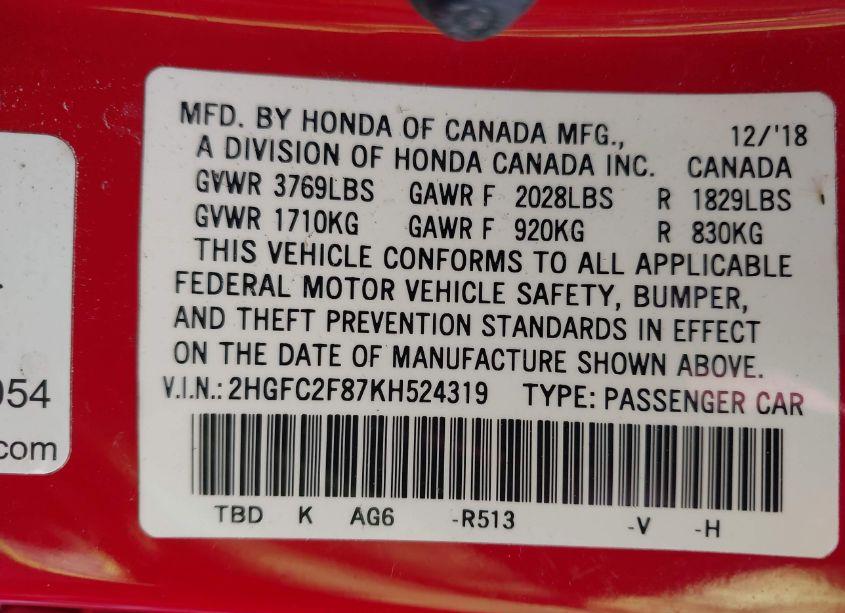 MFD. BY HONDA OF CANADA MFG., 12/'18
A DIVISION OF HONDA CANADA INC. CANADA
GVWR 3769LBS GAWR F 2028LBS R 1829LBS
GVWR 1710KG GAWR F 920KG R 830KG
THIS VEHICLE CONFORMS TO ALL APPLICABLE
FEDERAL MOTOR VEHICLE SAFETY, BUMPER,
AND THEFT PREVENTION STANDARDS IN EFFECT
ON THE DATE OF MANUFACTURE SHOWN ABOVE.
V.I.N.: 2HGFC2F87KH524319 TYPE: PASSENGER CAR
TBD K AG6 -R513 -V -H
054
com